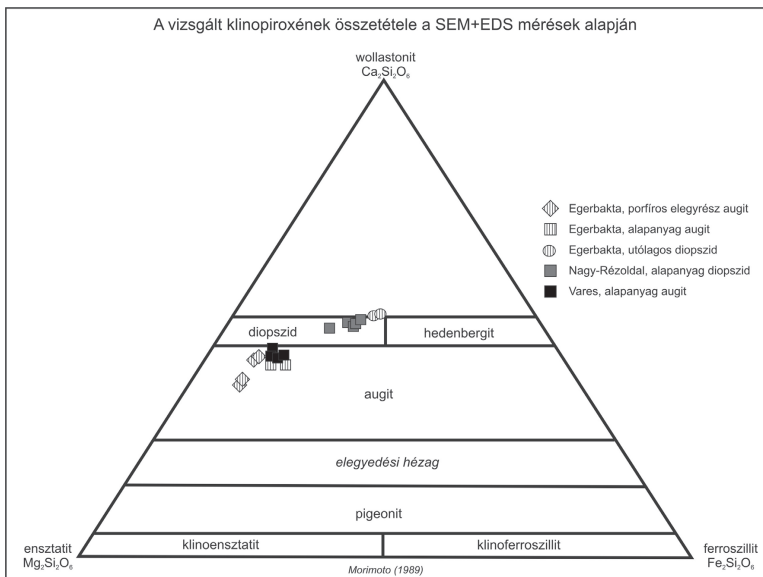 A vizsgált klinopiroxének összetétele a SEM+EDS mérések alapján
wollastonit
Ca₂Si₂O₆
Egerbakta, porfíros elegyrész augit
Egerbakta, alapanyag augit
Egerbakta, utólagos diopszid
Nagy-Rézoldal, alapanyag diopszid
Vares, alapanyag augit
diopszid
hedenbergit
augit
elegyedési hézag
pigeonit
klinoensztatit
klinoferroszillit
ensztatit
Mg₂Si₂O₆
ferroszillit
Fe₂Si₂O₆
Morimoto (1989)